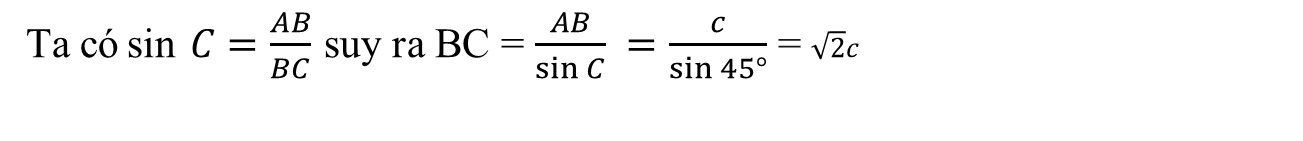 Ta có sin C = AB/BC suy ra BC = AB/sin C = c/sin 45° = √2c